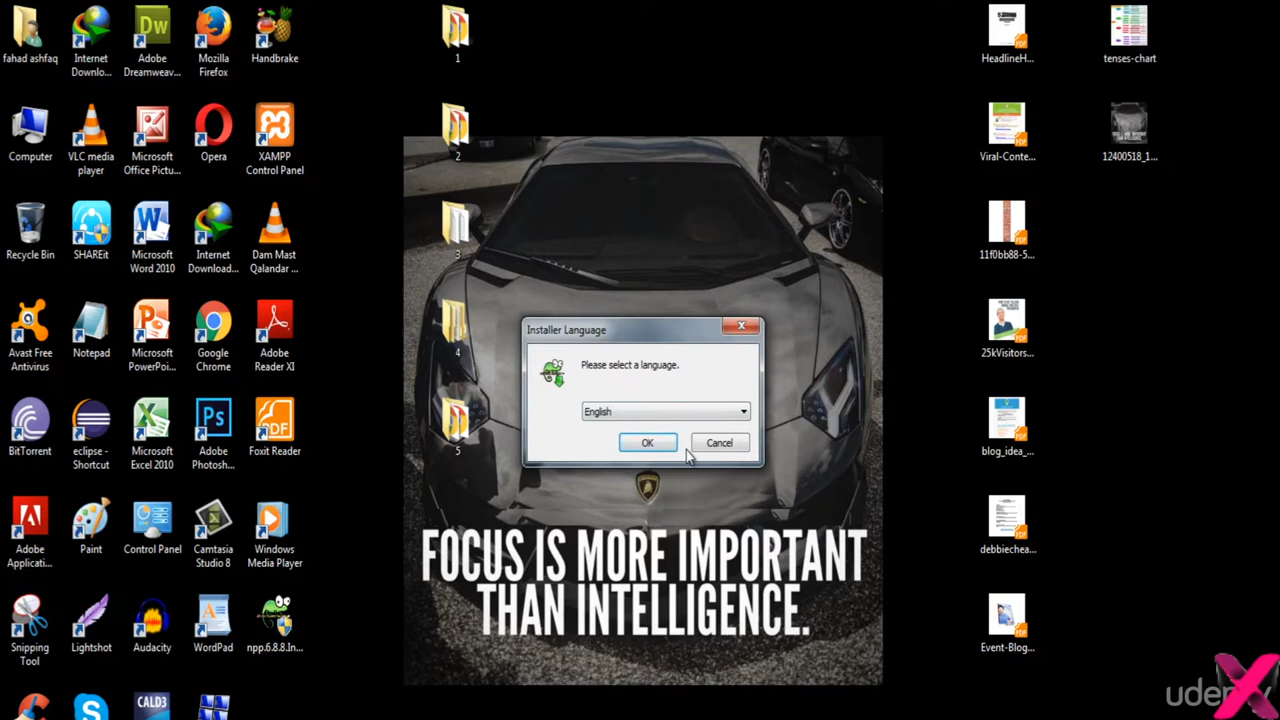 fahad ashfaq
Internet
Downlo...
Adobe
Dreamweav...
Mozilla
Firefox
Handbrake
1
HeadlineH...
tenses-chart
Computer
VLC media
player
Microsoft
Office Pictu...
Opera
XAMPP
Control Panel
2
Viral-Conte...
12400518_1...
Recycle Bin
SHAREit
Microsoft
Word 2010
Internet
Download...
Dam Mast
Qalandar ...
3
11f0bb88-5...
Avast Free
Antivirus
Notepad
Microsoft
PowerPoi...
Google
Chrome
Adobe
Reader XI
4
25kVisitors...
Installer Language
Please select a language.
English
OK
Cancel
BitTorrent
eclipse -
Shortcut
Microsoft
Excel 2010
Adobe
Photosh...
Foxit Reader
5
blog_idea_...
Adobe
Applicati...
Paint
Control Panel
Camtasia
Studio 8
Windows
Media Player
debbiechea...
FOCUS IS MORE IMPORTANT
THAN INTELLIGENCE.
Snipping
Tool
Lightshot
Audacity
WordPad
npp.6.8.8.In...
Event-Blog...
CALD3
udemy